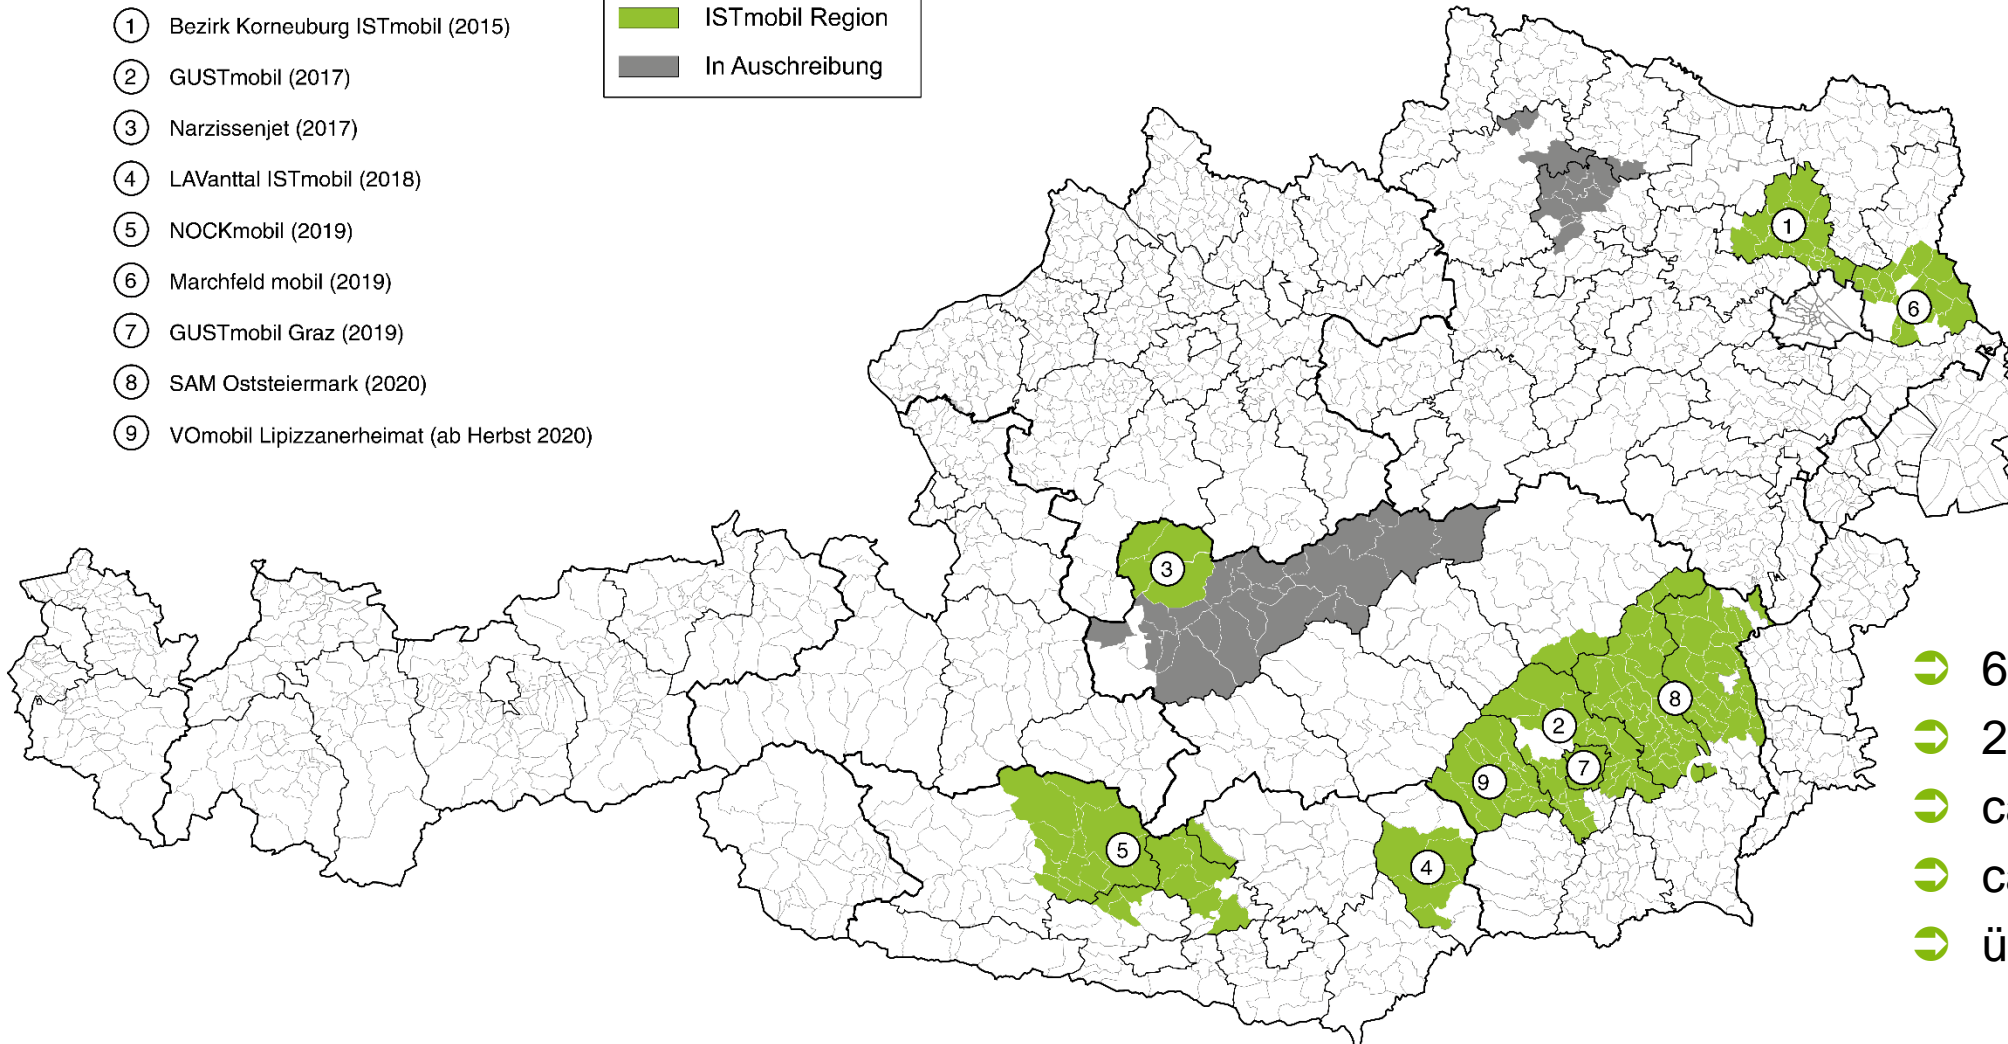 1 Bezirk Korneuburg ISTmobil (2015)
2 GUSTmobil (2017)
3 Narzissenjet (2017)
4 LAVanttal ISTmobil (2018)
5 NOCKmobil (2019)
6 Marchfeld mobil (2019)
7 GUSTmobil Graz (2019)
8 SAM Oststeiermark (2020)
9 VOmobil Lipizzanerheimat (ab Herbst 2020)
ISTmobil Region
In Auschreibung
1
6
3
8
2
7
9
5
4
6
2
ca
ca
ü